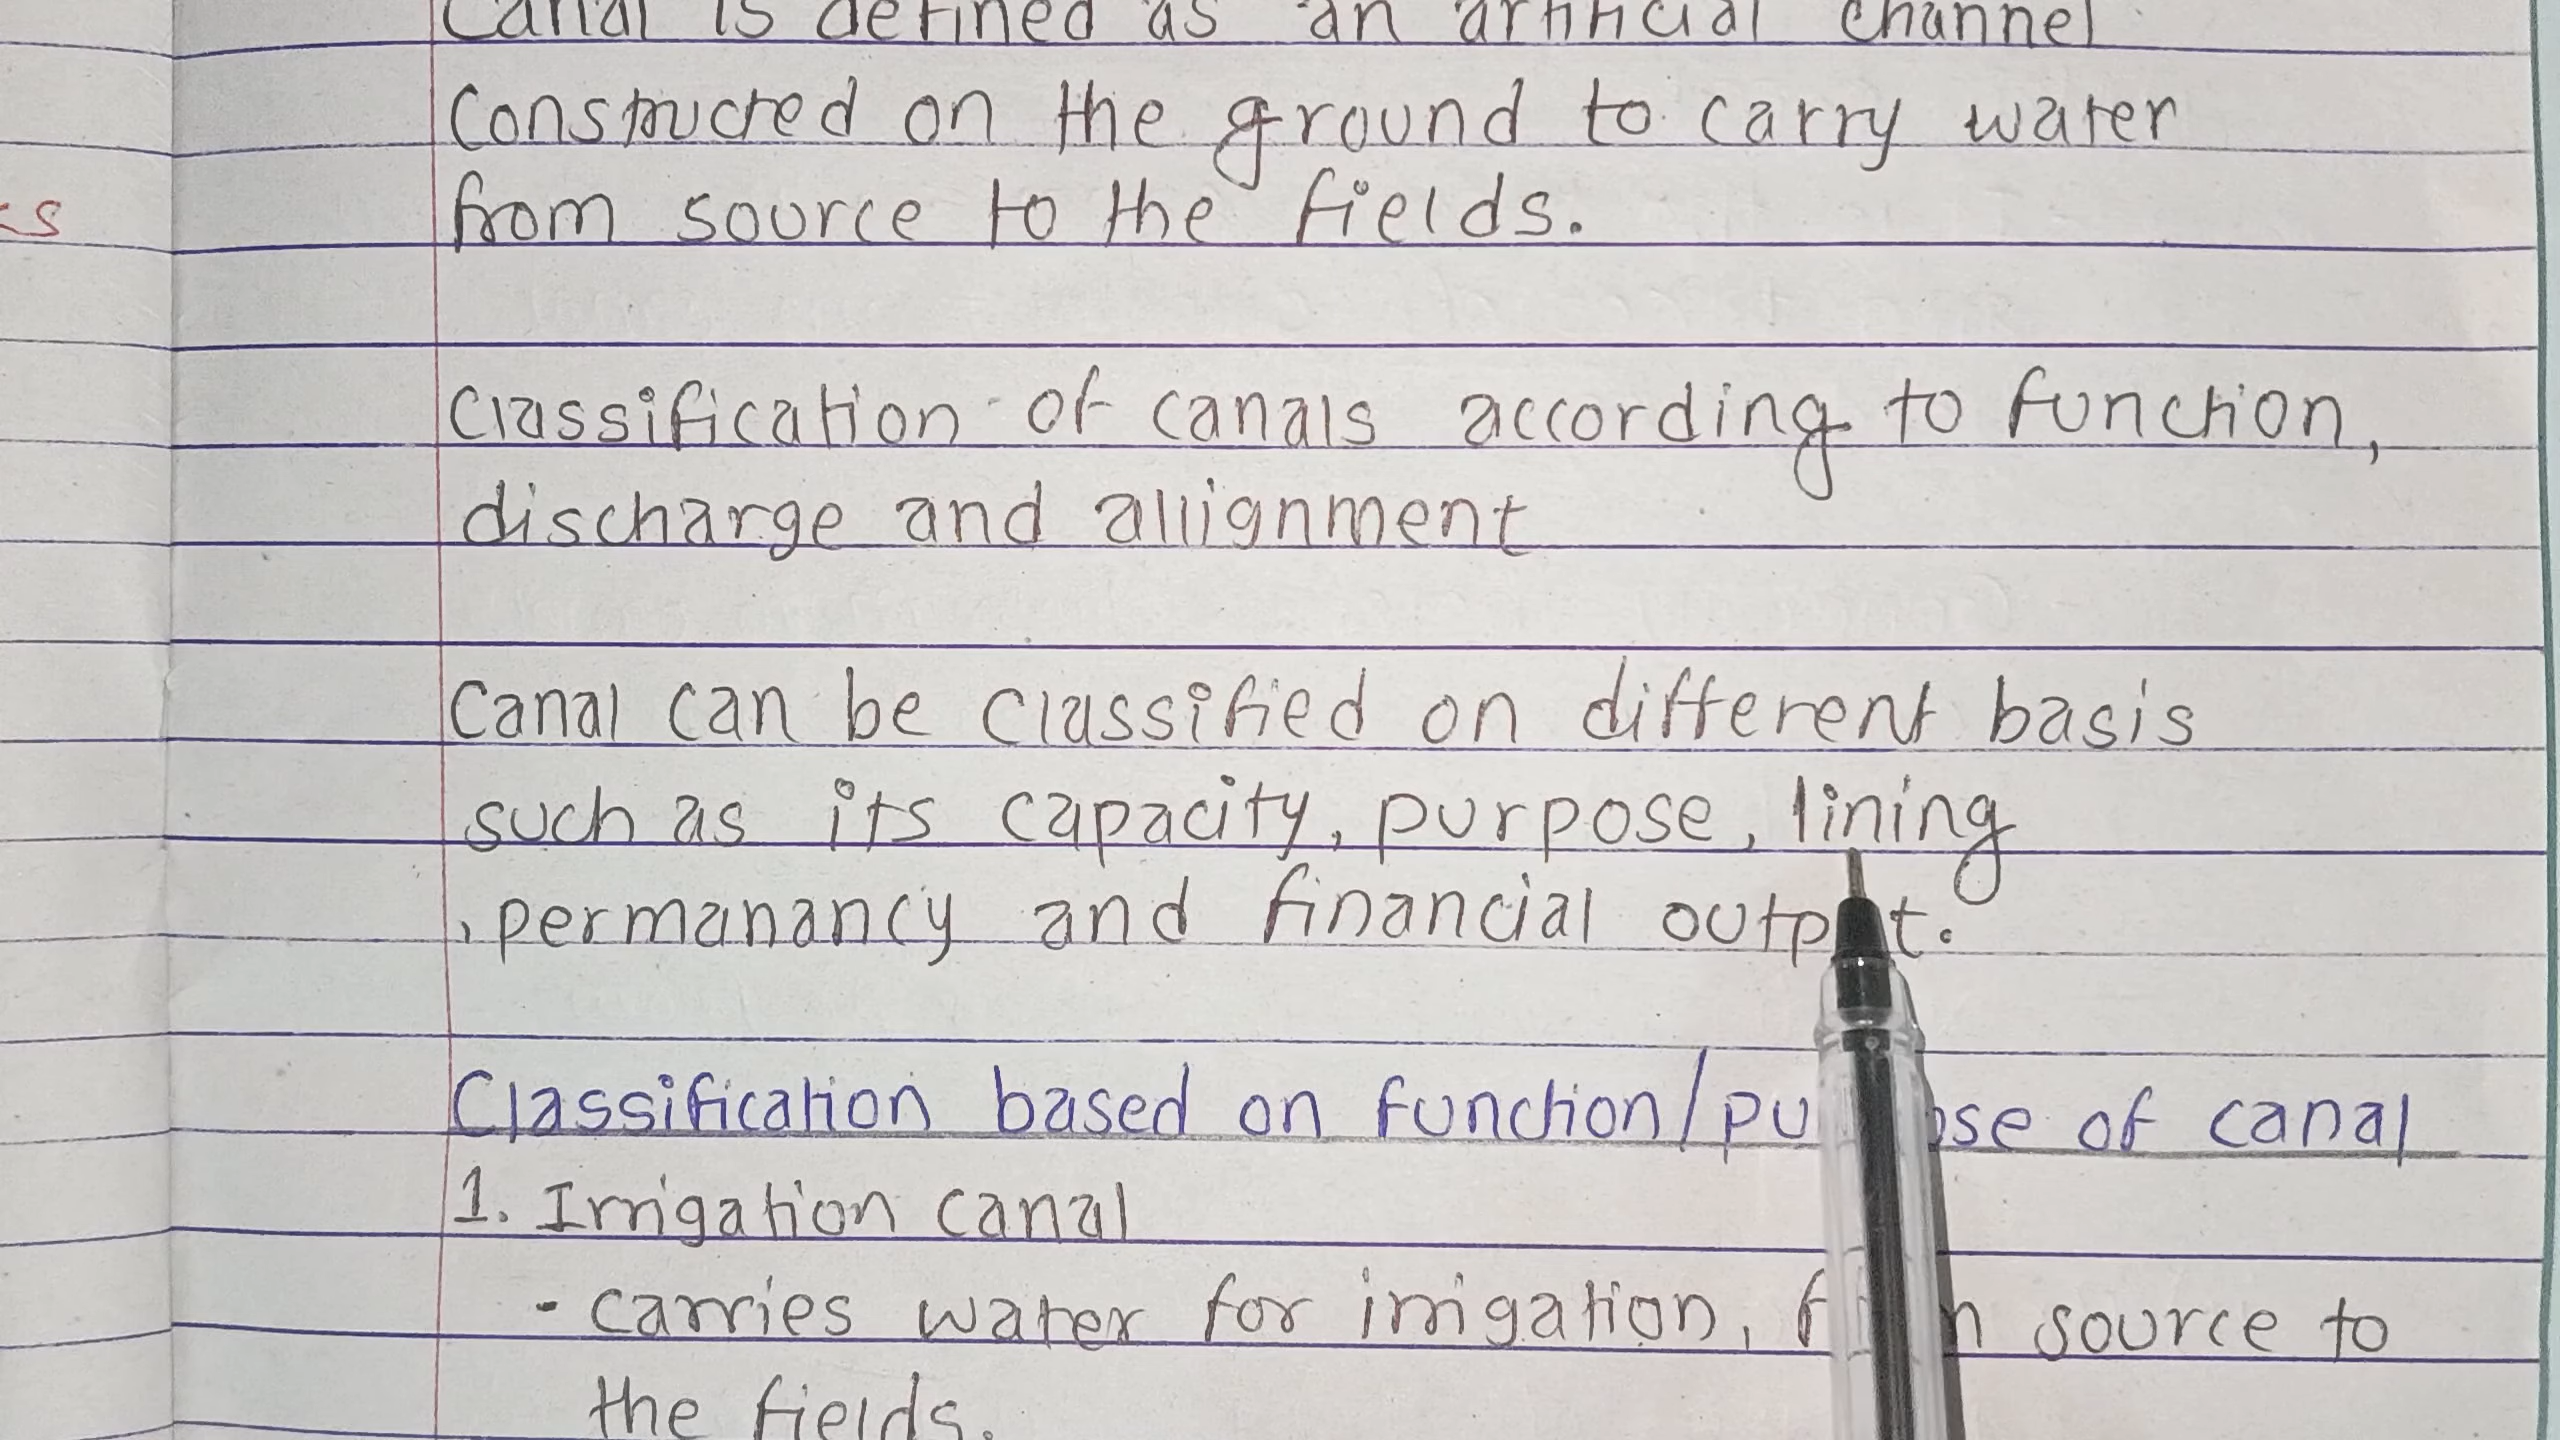 Canal is defined as an artificial channel
constructed on the ground to carry water
from source to the fields.
Classification of canals according to function,
discharge and allignment
Canal can be classified on different basis
such as its capacity, purpose, lining
, permanancy and financial output.
Classification based on function/purpose of canal
1. Irrigation canal
- carries water for irrigation, from source to
the fields.